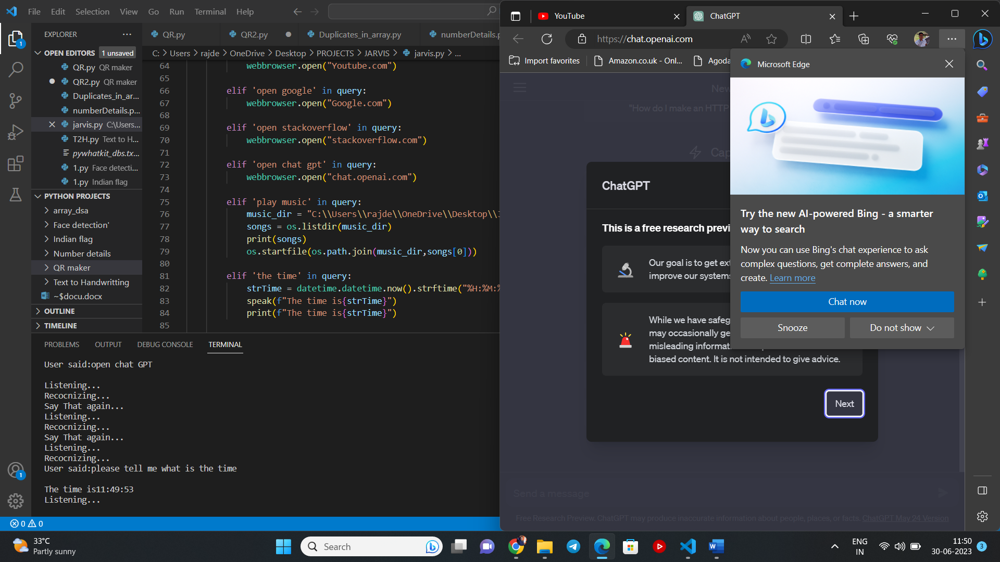 File Edit Selection View Go Run Terminal Help
EXPLORER
OPEN EDITORS 1 unsaved
QR.py QR maker
QR2.py QR maker
Duplicates_in_ar...
numberDetails.p...
jarvis.py C:\Users...
T2H.py Text to H...
pywhatkit_dbs.tx...
1.py Face detecti...
1.py Indian flag
PYTHON PROJECTS
array_dsa
Face detection'
Indian flag
Number details
QR maker
Text to Handwritting
~$docu.docx
OUTLINE
TIMELINE
QR.py QR2.py Duplicates_in_array.py numberDetails.p
C: > Users > rajde > OneDrive > Desktop > PROJECTS > JARVIS > jarvis.py > ...
64 webbrowser.open("Youtube.com")
65
66 elif 'open google' in query:
67 webbrowser.open("Google.com")
68
69 elif 'open stackoverflow' in query:
70 webbrowser.open("stackoverflow.com")
71
72 elif 'open chat gpt' in query:
73 webbrowser.open("chat.openai.com")
74
75 elif 'play music' in query:
76 music_dir = "C:\\Users\\rajde\\OneDrive\\Desktop\\J
77 songs = os.listdir(music_dir)
78 print(songs)
79 os.startfile(os.path.join(music_dir,songs[0]))
80
81 elif 'the time' in query:
82 strTime = datetime.datetime.now().strftime("%H:%M:%
83 speak(f"The time is{strTime}")
84 print(f"The time is{strTime}")
85
PROBLEMS OUTPUT DEBUG CONSOLE TERMINAL
User said:open chat GPT
Listening...
Recocnizing...
Say That again...
Listening...
Recocnizing...
Say That again...
Listening...
Recocnizing...
User said:please tell me what is the time
The time is11:49:53
Listening...
0 0
YouTube ChatGPT
https://chat.openai.com
Import favorites Amazon.co.uk - Onl... Agoda
New
"How do I make an HTTP
Cap
ChatGPT
This is a free research previ
Our goal is to get ext
improve our systems
While we have safeg
may occasionally ge
misleading informat
biased content. It is not intended to give advice.
Next
Send a message
Free Research Preview. ChatGPT may produce inaccurate information about people, places, or facts. ChatGPT May 24 Version
Microsoft Edge
Try the new AI-powered Bing - a smarter
way to search
Now you can use Bing's chat experience to ask
complex questions, get complete answers, and
create. Learn more
Chat now
Snooze Do not show
33°C
Partly sunny
Search
ENG
IN
11:50
30-06-2023
3